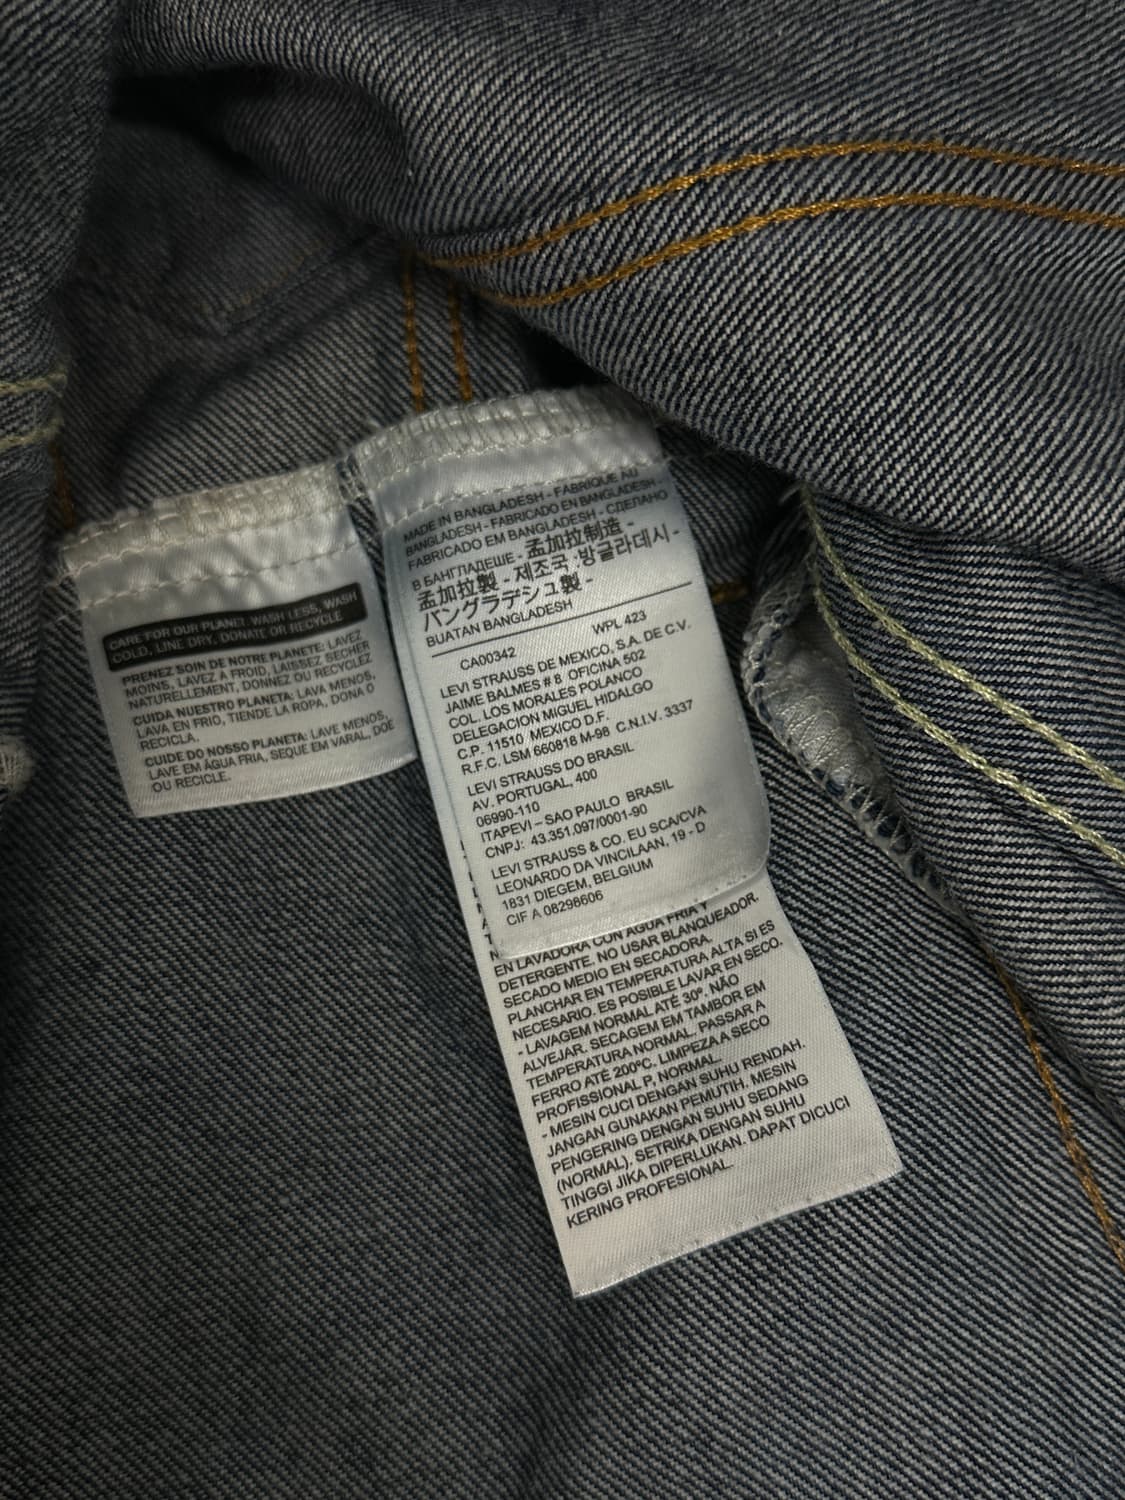 CARE FOR OUR PLANET: WASH LESS, WASH
COLD, LINE DRY, DONATE OR RECYCLE
PRENEZ SOIN DE NOTRE PLANETE: LAVEZ
MOINS, LAVEZ A FROID, LAISSEZ SECHER
NATURELLEMENT, DONNEZ OU RECYCLEZ
CUIDA NUESTRO PLANETA: LAVA MENOS,
LAVA EN FRIO, TIENDE LA ROPA, DONA O
RECICLA.
CUIDE DO NOSSO PLANETA: LAVE MENOS,
LAVE EM ÁGUA FRIA, SEQUE EM VARAL, DOE
OU RECICLE.
MADE IN BANGLADESH - FABRIQUE AU
BANGLADESH - FABRICADO EN BANGLADESH -
FABRICADO EM BANGLADESH - СДЕЛАНО
В БАНГЛАДЕШЕ - 孟加拉制造 -
孟加拉製 - 제조국 :방글라데시 -
バングラデシュ製 -
BUATAN BANGLADESH
WPL 423
CA00342
LEVI STRAUSS DE MEXICO, S.A. DE C.V.
JAIME BALMES # 8 OFICINA 502
COL. LOS MORALES POLANCO
DELEGACION MIGUEL HIDALGO
C.P. 11510 MEXICO D.F.
R.F.C. LSM 660818 M-98 C.N.I.V. 3337
LEVI STRAUSS DO BRASIL
AV. PORTUGAL, 400
06990-110
ITAPEVI – SAO PAULO BRASIL
CNPJ: 43.351.097/0001-90
LEVI STRAUSS & CO. EU SCA/CVA
LEONARDO DA VINCILAAN, 19 - D
1831 DIEGEM, BELGIUM
CIF A 08298606
EN LAVADORA CON AGUA FRIA Y
DETERGENTE. NO USAR BLANQUEADOR.
SECADO MEDIO EN SECADORA.
PLANCHAR EN TEMPERATURA ALTA SI ES
NECESARIO. ES POSIBLE LAVAR EN SECO.
- LAVAGEM NORMAL ATÉ 30º. NÃO
ALVEJAR. SECAGEM EM TAMBOR EM
TEMPERATURA NORMAL. PASSAR A
FERRO ATÉ 200ºC. LIMPEZA A SECO
PROFISSIONAL P, NORMAL.
- MESIN CUCI DENGAN SUHU RENDAH.
JANGAN GUNAKAN PEMUTIH. MESIN
PENGERING DENGAN SUHU SEDANG
(NORMAL). SETRIKA DENGAN SUHU
TINGGI JIKA DIPERLUKAN. DAPAT DICUCI
KERING PROFESIONAL.